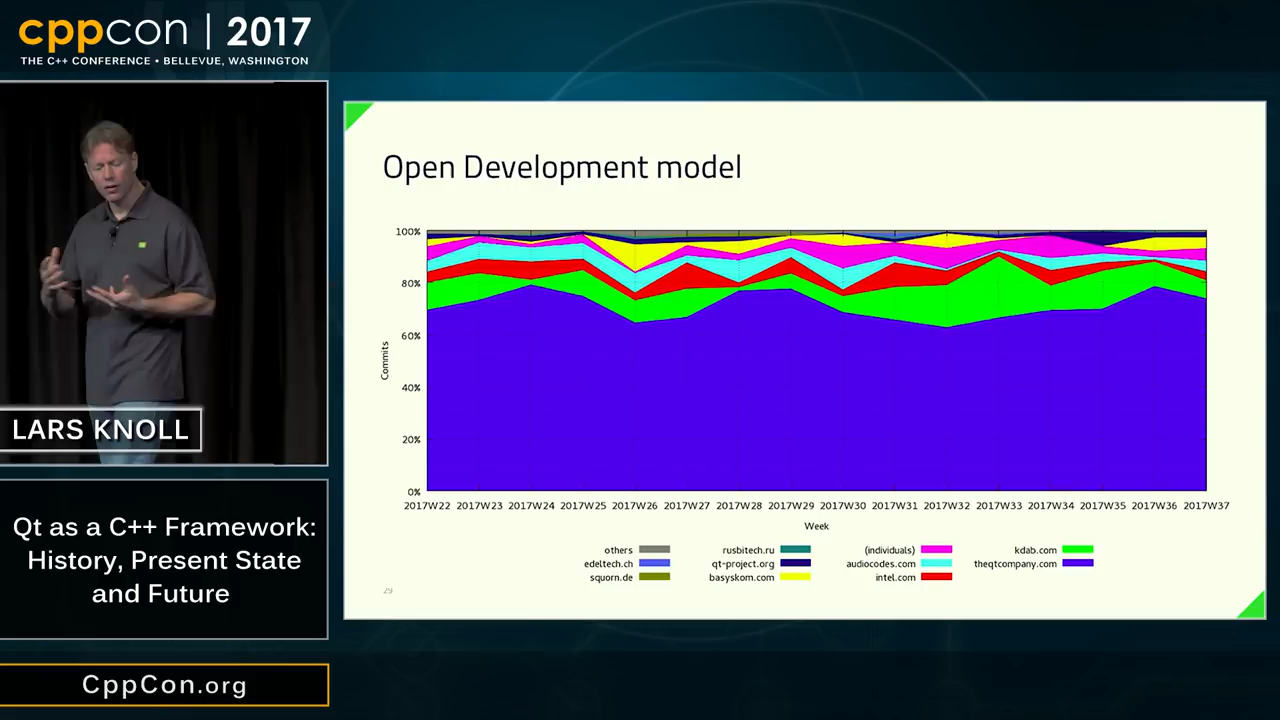 cppcon | 2017
THE C++ CONFERENCE • BELLEVUE, WASHINGTON
LARS KNOLL
Qt as a C++ Framework:
History, Present State
and Future
CppCon.org
Open Development model
100%
80%
60%
40%
20%
0%
Commits
2017W22 2017W23 2017W24 2017W25 2017W26 2017W27 2017W28 2017W29 2017W30 2017W31 2017W32 2017W33 2017W34 2017W35 2017W36 2017W37
Week
others rusbitech.ru (individuals) kdab.com
edeltech.ch qt-project.org audiocodes.com theqtcompany.com
squorn.de basyskom.com intel.com
29